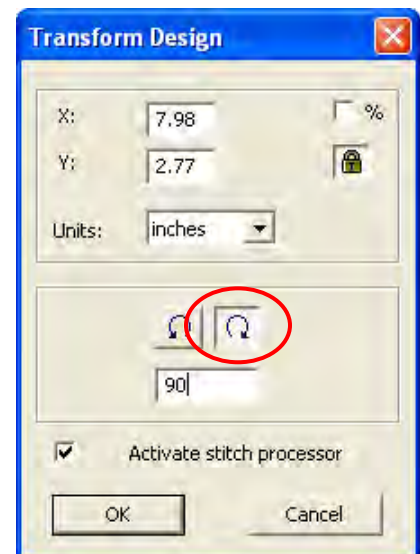 Transform Design
X: 7.98 %
Y: 2.77
Units: inches
90
Activate stitch processor
OK Cancel